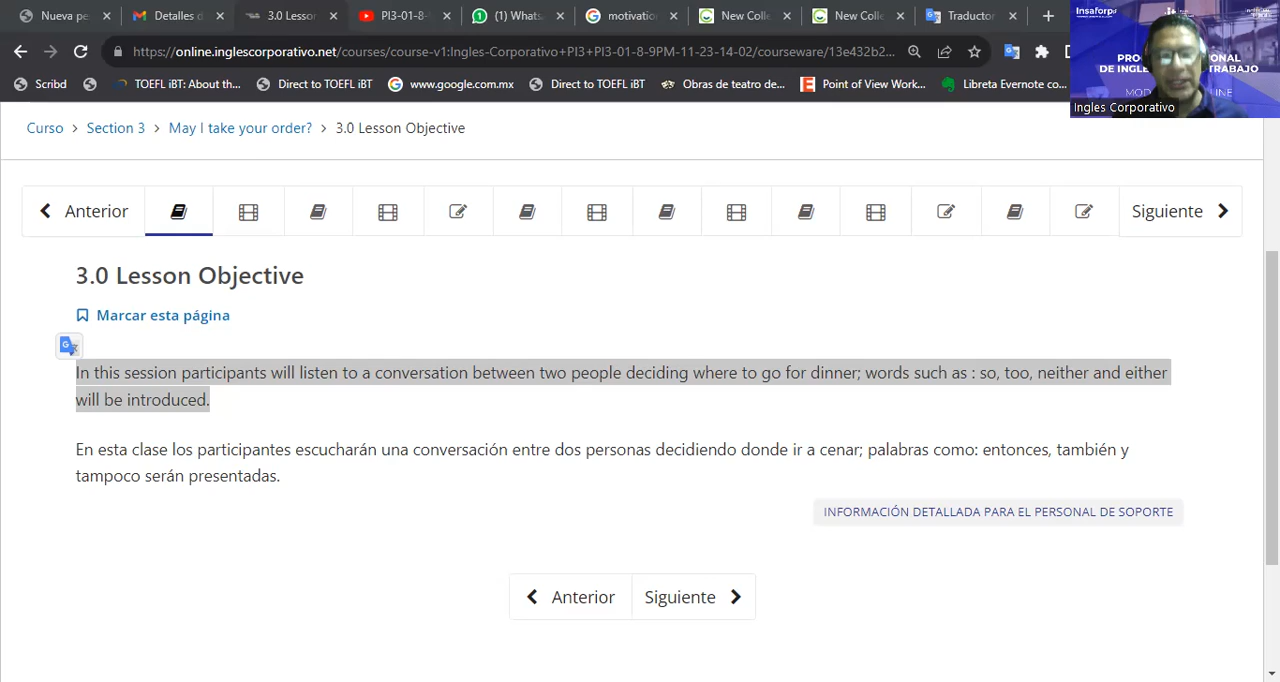 Nueva pe
Detalles d
3.0 Lesson
PI3-01-8-
(1) Whats
motivatio
New Colle
New Colle
Traductor
https://online.inglescorporativo.net/courses/course-v1:Ingles-Corporativo+PI3+PI3-01-8-9PM-11-23-14-02/courseware/13e432b2...
Scribd
TOEFL iBT: About th...
Direct to TOEFL iBT
www.google.com.mx
Direct to TOEFL iBT
Obras de teatro de...
Point of View Work...
Libreta Evernote co...
Insaforp
Ingles Corporativo
Curso > Section 3 > May I take your order? > 3.0 Lesson Objective
Anterior
Siguiente
3.0 Lesson Objective
Marcar esta página
In this session participants will listen to a conversation between two people deciding where to go for dinner; words such as : so, too, neither and either
will be introduced.
En esta clase los participantes escucharán una conversación entre dos personas decidiendo donde ir a cenar; palabras como: entonces, también y
tampoco serán presentadas.
INFORMACIÓN DETALLADA PARA EL PERSONAL DE SOPORTE
Anterior
Siguiente